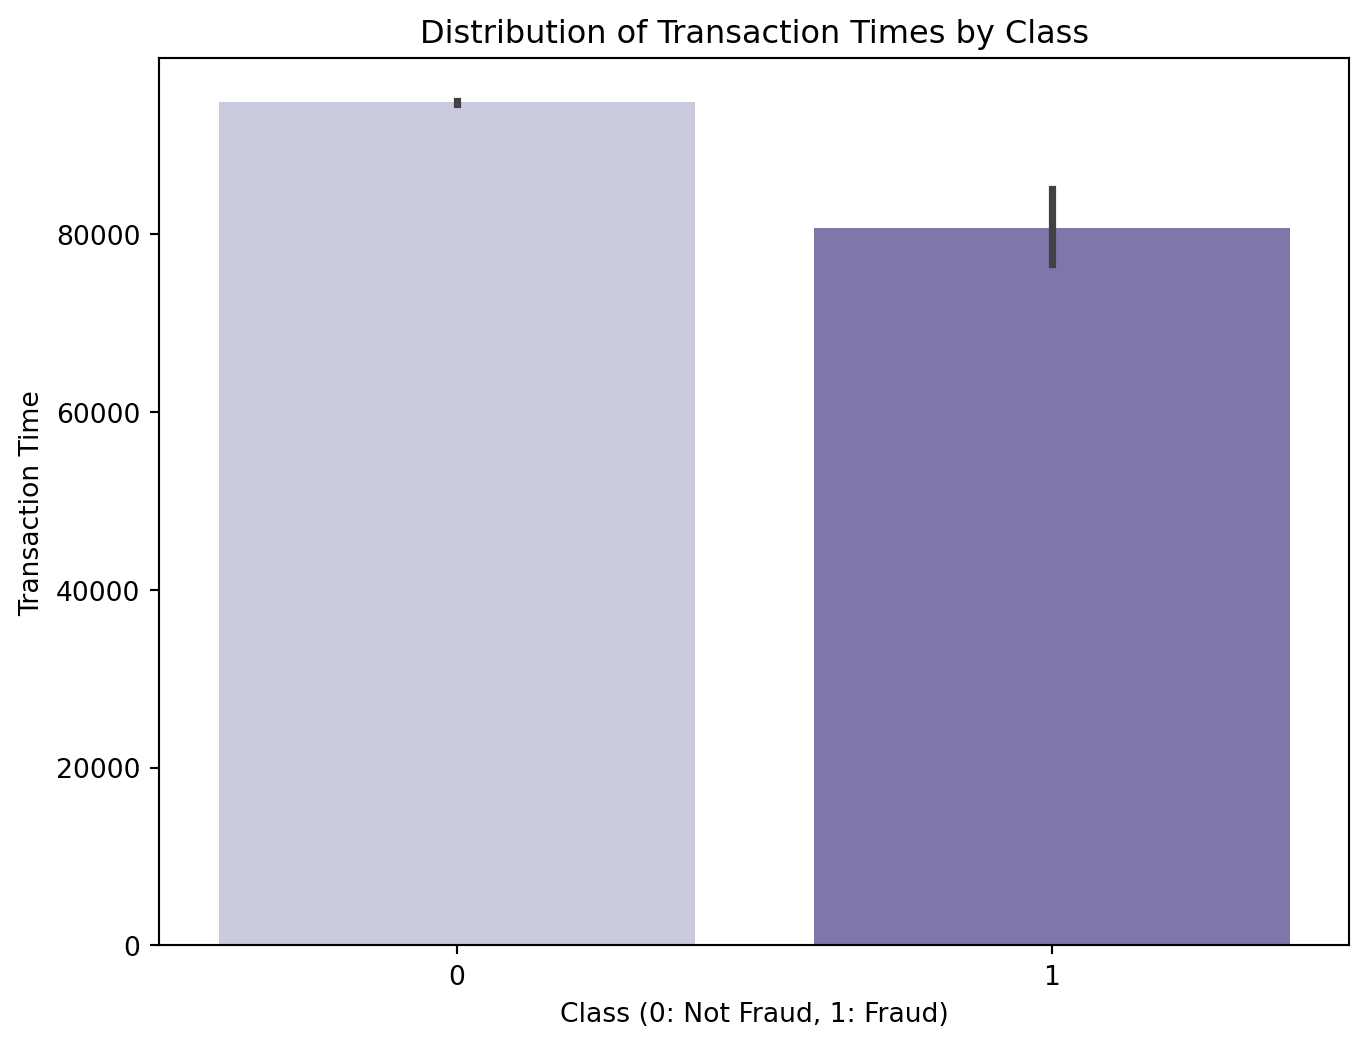 Distribution of Transaction Times by Class
Transaction Time
80000
60000
40000
20000
0
0 1
Class (0: Not Fraud, 1: Fraud)